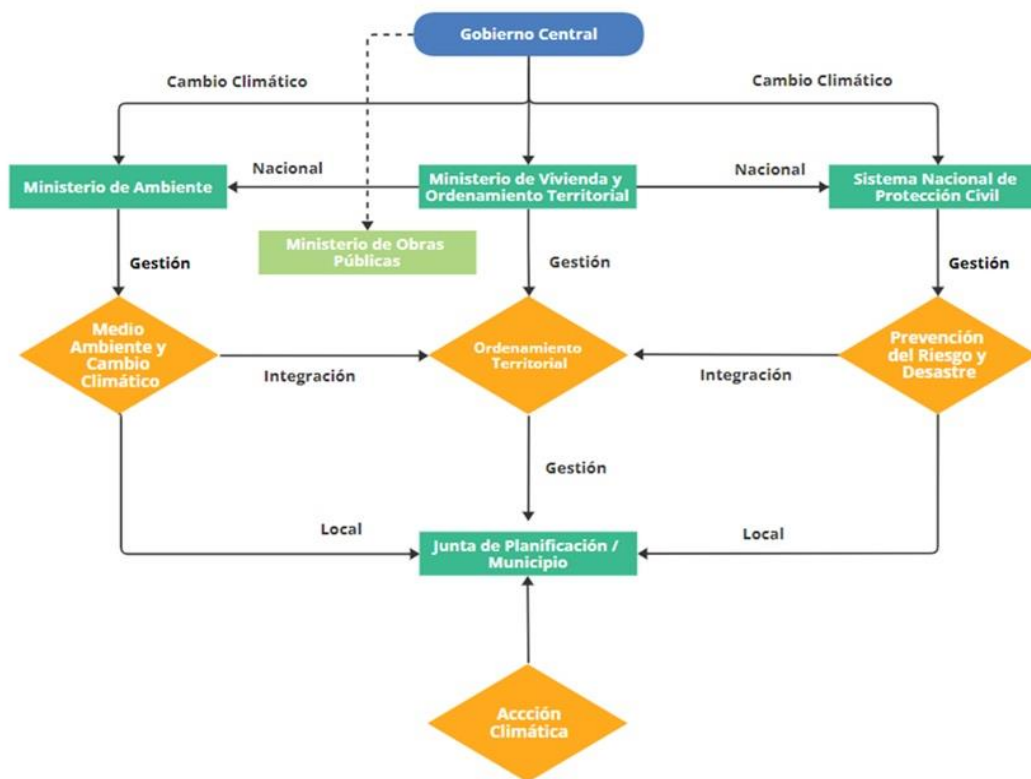 Gobierno Central
Cambio Climático
Cambio Climático
Ministerio de Ambiente
Nacional
Ministerio de Vivienda y
Ordenamiento Territorial
Nacional
Sistema Nacional de
Protección Civil
Ministerio de Obras
Públicas
Gestión
Gestión
Gestión
Medio
Ambiente y
Cambio
Climático
Integración
Ordenamiento
Territorial
Integración
Prevención
del Riesgo y
Desastre
Gestión
Local
Junta de Planificación /
Municipio
Local
Accción
Climática